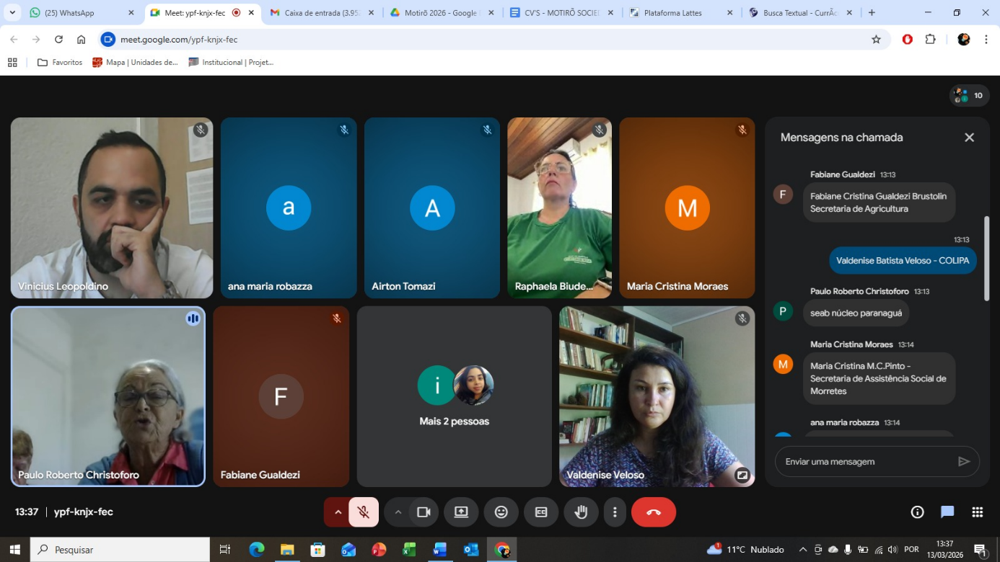 (25) WhatsApp
Meet: ypf-knjx-fec
Caixa de entrada (3.95
Motirõ 2026 - Google
CV'S - MOTIRÕ SOCIE
Plataforma Lattes
Busca Textual - CurrÃ
meet.google.com/ypf-knjx-fec
Favoritos
Mapa | Unidades de...
Institucional | Projet...
10
Vinicius Leopoldino
a
ana maria robazza
A
Airton Tomazi
Raphaela Biude...
M
Maria Cristina Moraes
Paulo Roberto Christoforo
F
Fabiane Gualdezi
i
Mais 2 pessoas
Valdenise Veloso
Mensagens na chamada
Fabiane Gualdezi 13:13
F
Fabiane Cristina Gualdezi Brustolin
Secretaria de Agricultura
13:13
Valdenise Batista Veloso - COLIPA
Paulo Roberto Christoforo 13:13
P
seab núcleo paranaguá
Maria Cristina Moraes 13:14
M
Maria Cristina M.C.Pinto -
Secretaria de Assistência Social de
Morretes
ana maria robazza 13:14
Enviar uma mensagem
13:37 | ypf-knjx-fec
Pesquisar
11°C Nublado
POR
13:37
13/03/2026